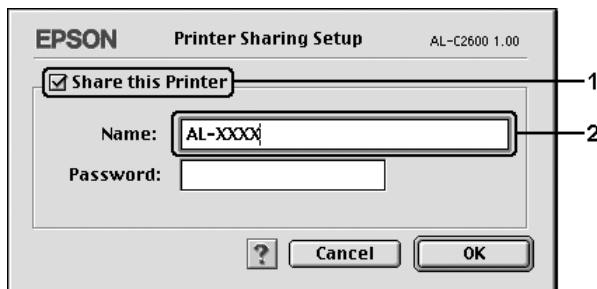 EPSON Printer Sharing Setup AL-C2600 1.00
Share this Printer 1
Name: AL-XXXX 2
Password:
? Cancel OK